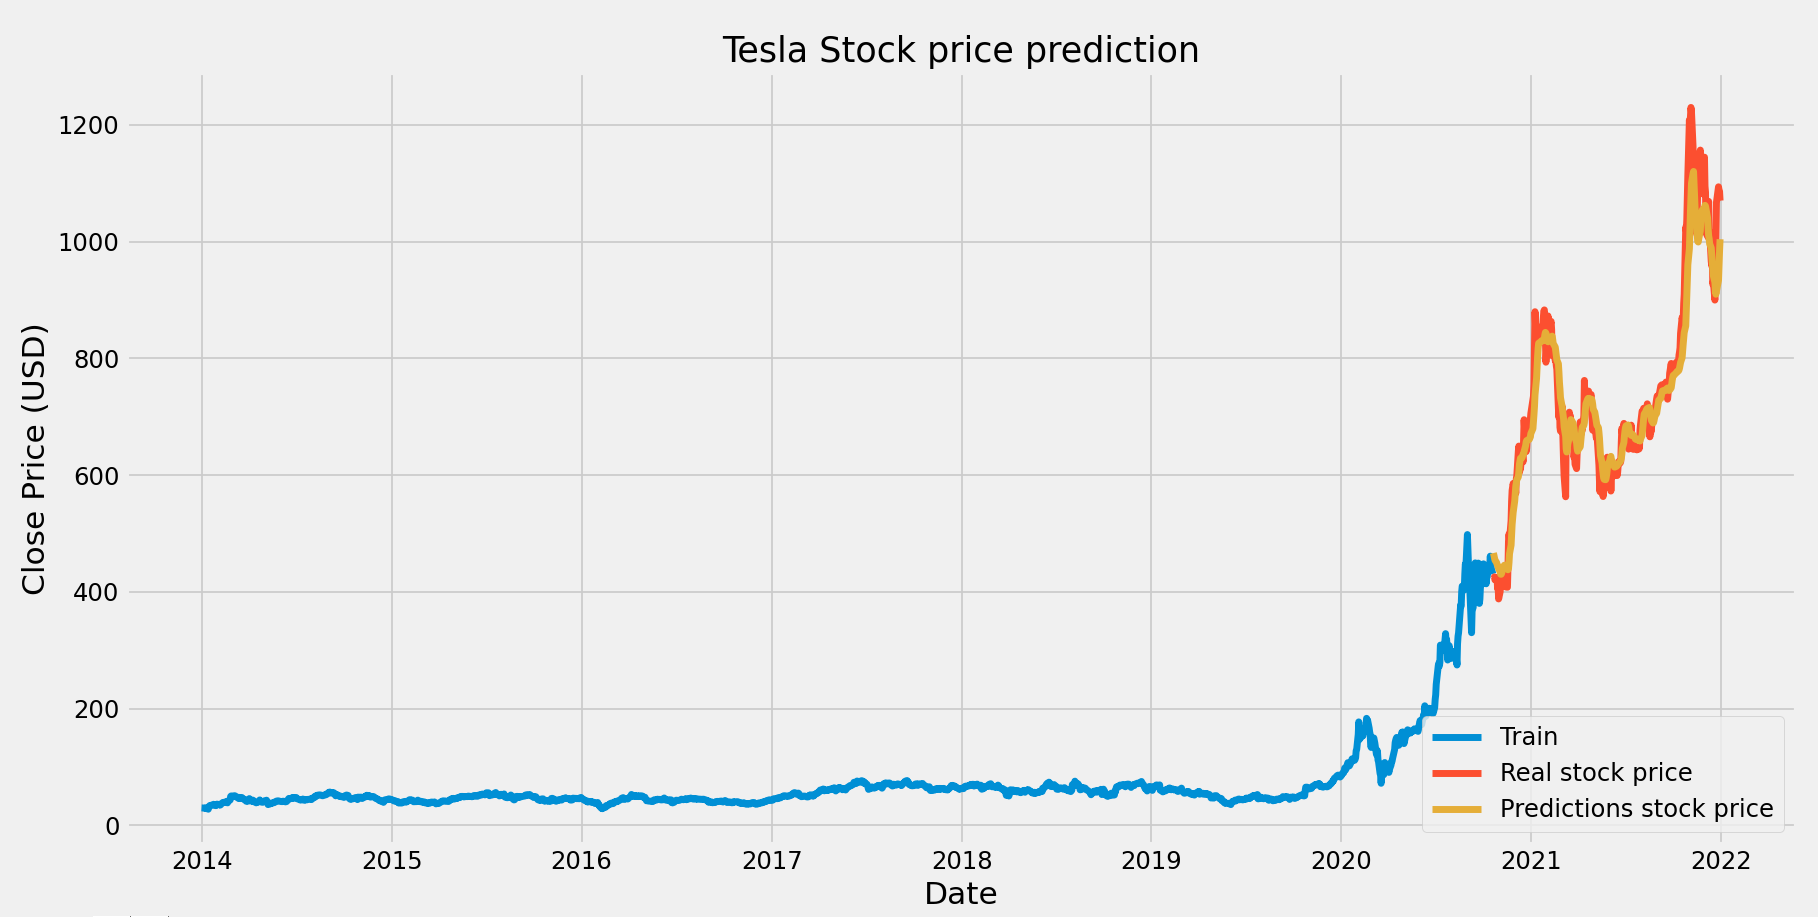 Tesla Stock price prediction
1200
1000
800
600
400
200
0
Close Price (USD)
2014 2015 2016 2017 2018 2019 2020 2021 2022
Date
Train
Real stock price
Predictions stock price